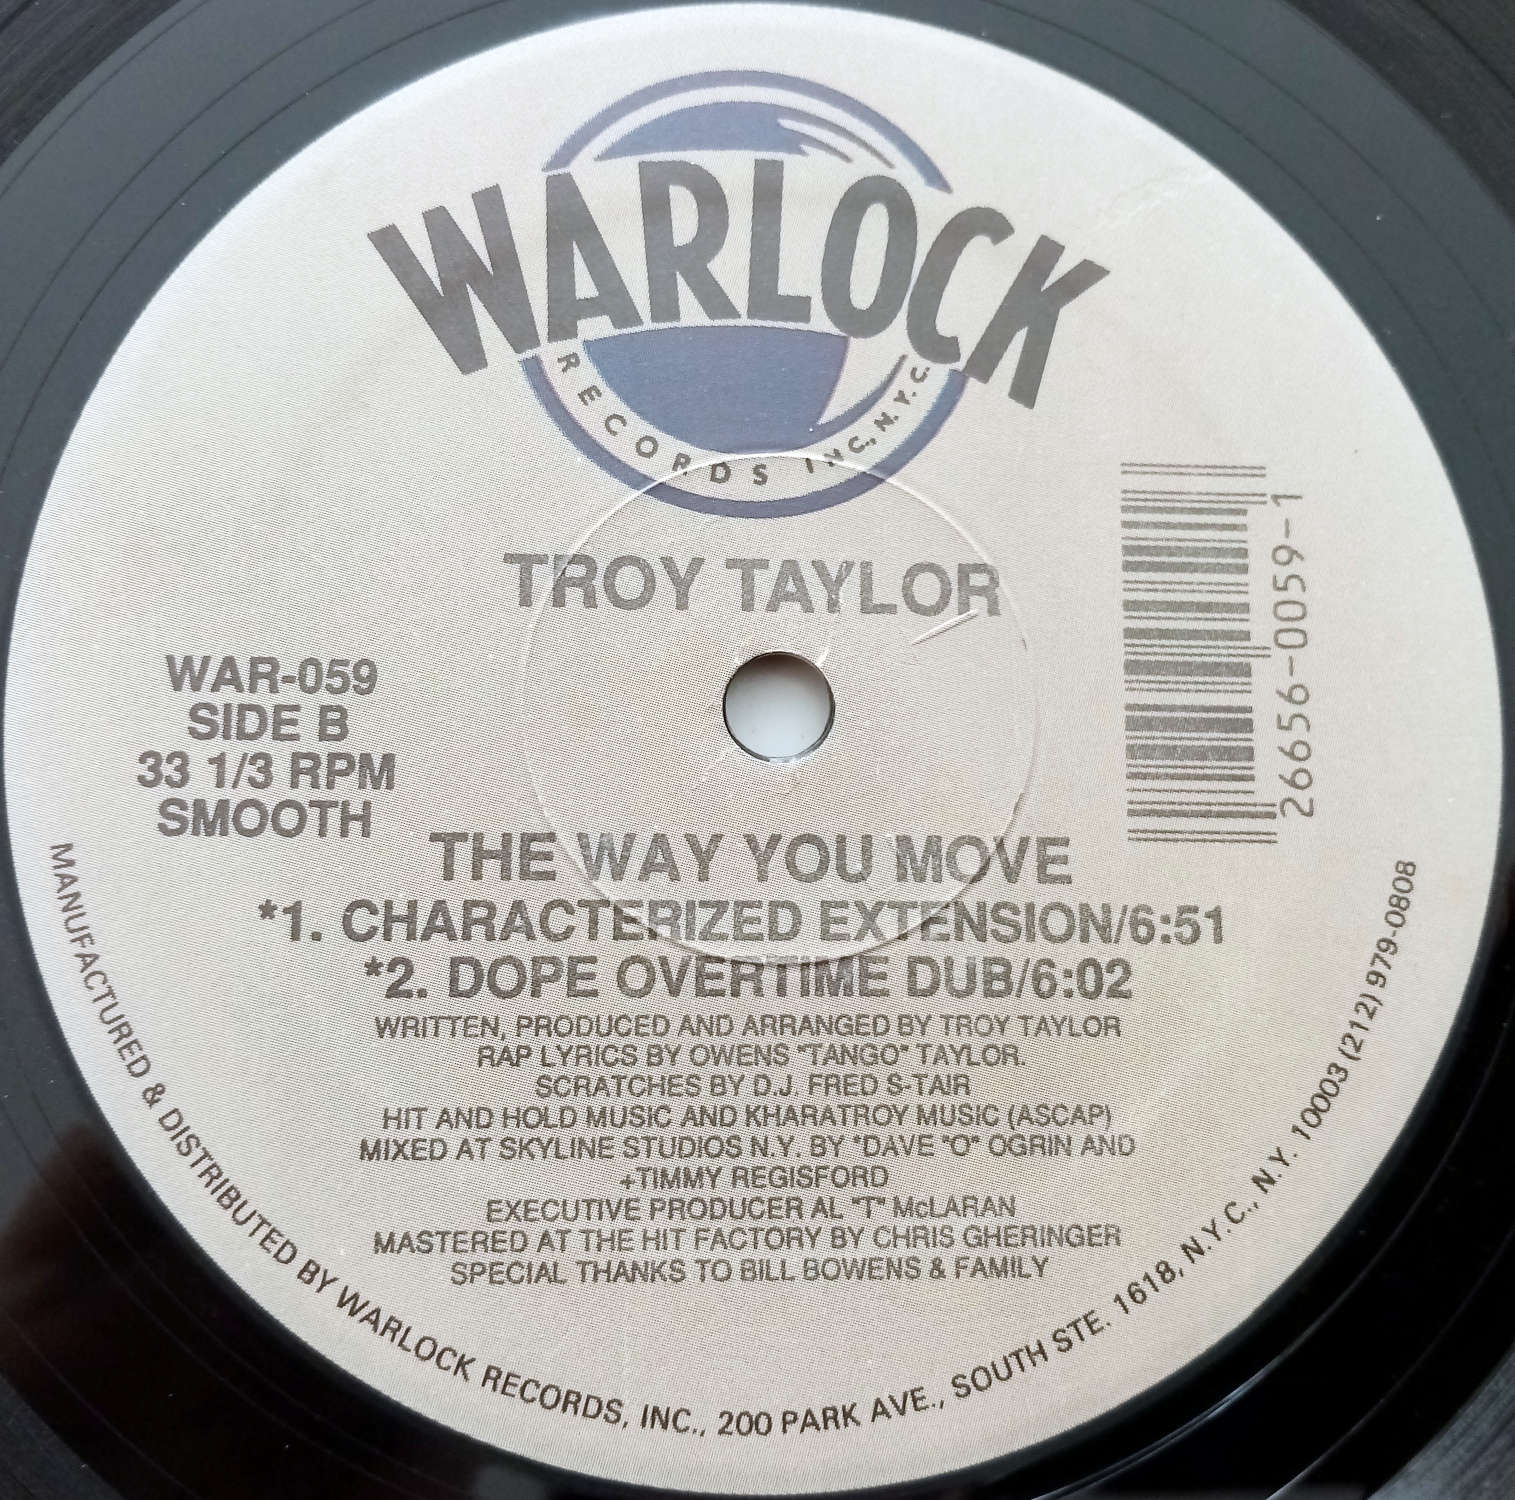 WARLOCK
RECORDS INC., N.Y.C.
TROY TAYLOR
WAR-059
SIDE B
33 1/3 RPM
SMOOTH
26656-0059-1
THE WAY YOU MOVE
*1. CHARACTERIZED EXTENSION/6:51
*2. DOPE OVERTIME DUB/6:02
WRITTEN, PRODUCED AND ARRANGED BY TROY TAYLOR
RAP LYRICS BY OWENS "TANGO" TAYLOR.
SCRATCHES BY D.J. FRED S-TAIR
HIT AND HOLD MUSIC AND KHARATROY MUSIC (ASCAP)
MIXED AT SKYLINE STUDIOS N.Y. BY *DAVE "O" OGRIN AND
+TIMMY REGISFORD
EXECUTIVE PRODUCER AL "T" McLARAN
MASTERED AT THE HIT FACTORY BY CHRIS GHERINGER
SPECIAL THANKS TO BILL BOWENS & FAMILY
MANUFACTURED & DISTRIBUTED BY WARLOCK RECORDS, INC., 200 PARK AVE., SOUTH STE. 1618, N.Y.C., N.Y. 10003 (212) 979-0808